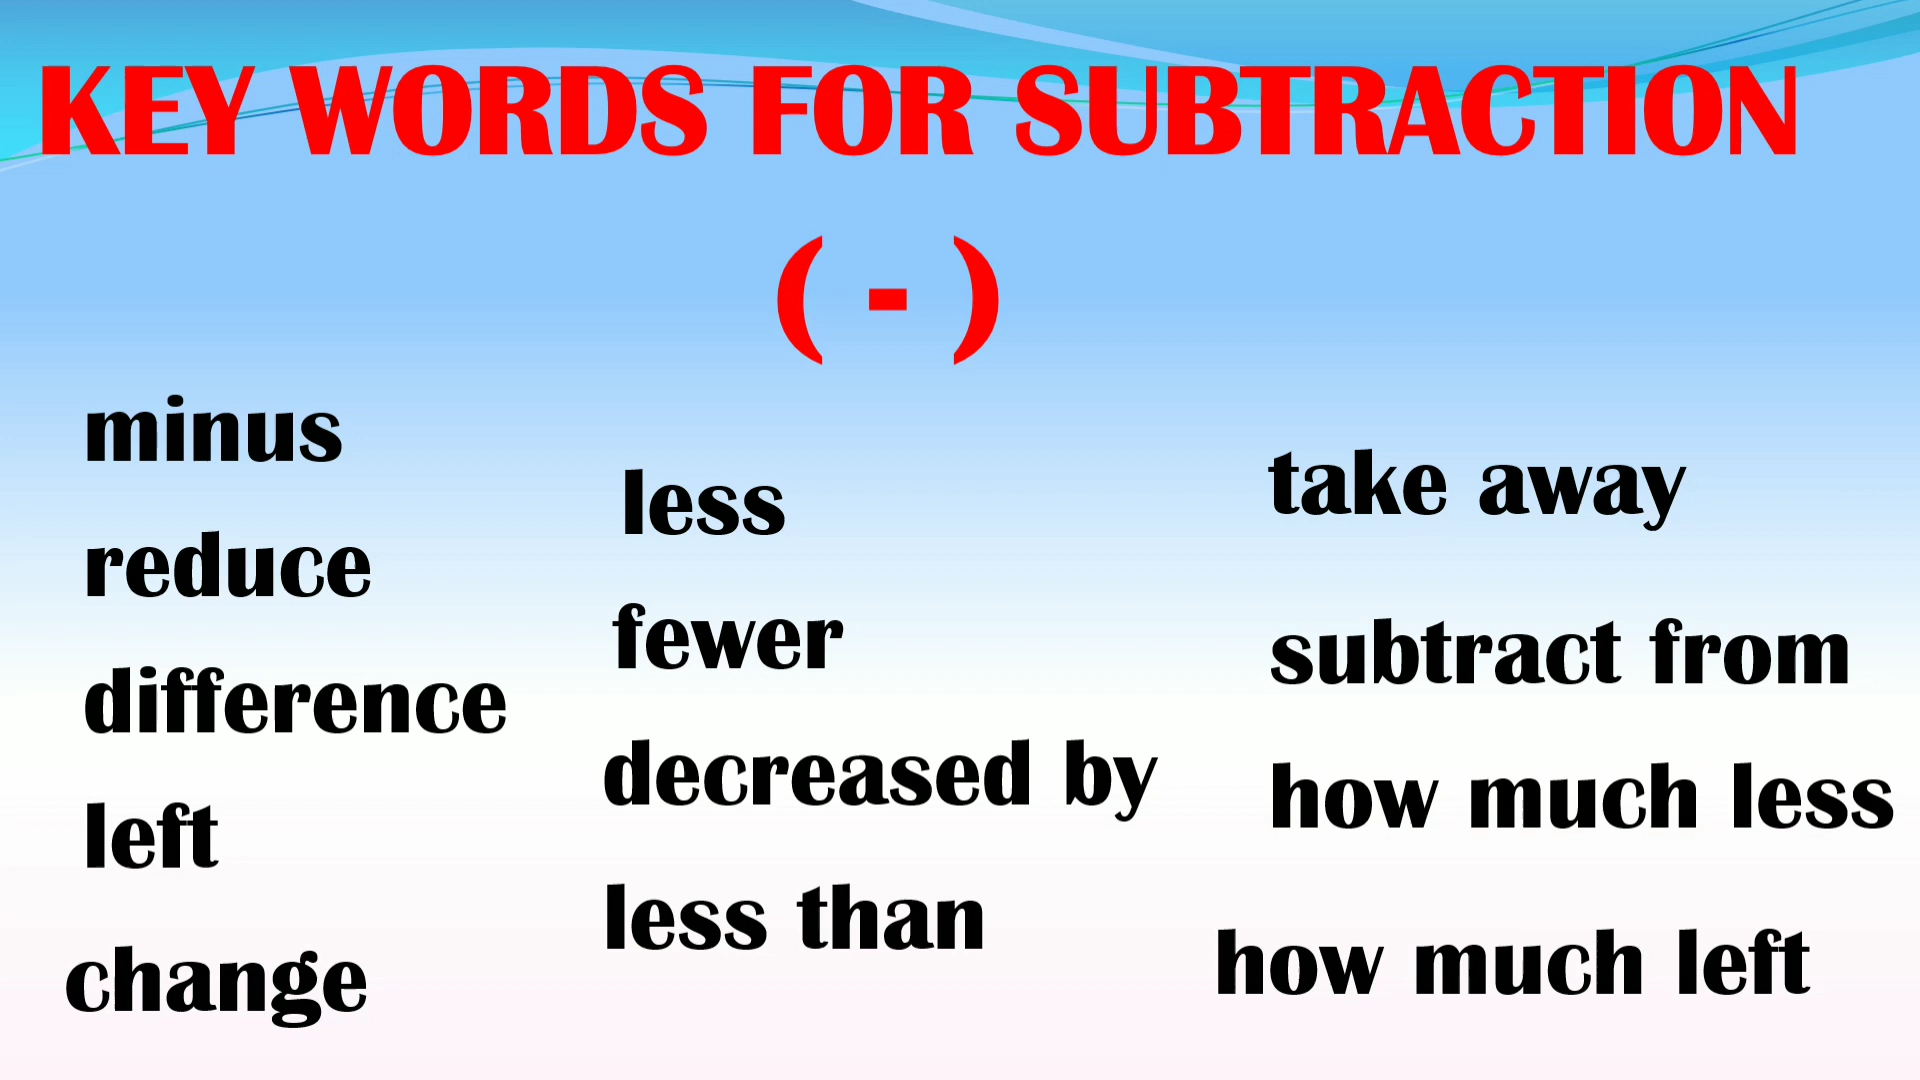 KEY WORDS FOR SUBTRACTION
( - )
minus
reduce
difference
left
change
less
fewer
decreased by
less than
take away
subtract from
how much less
how much left